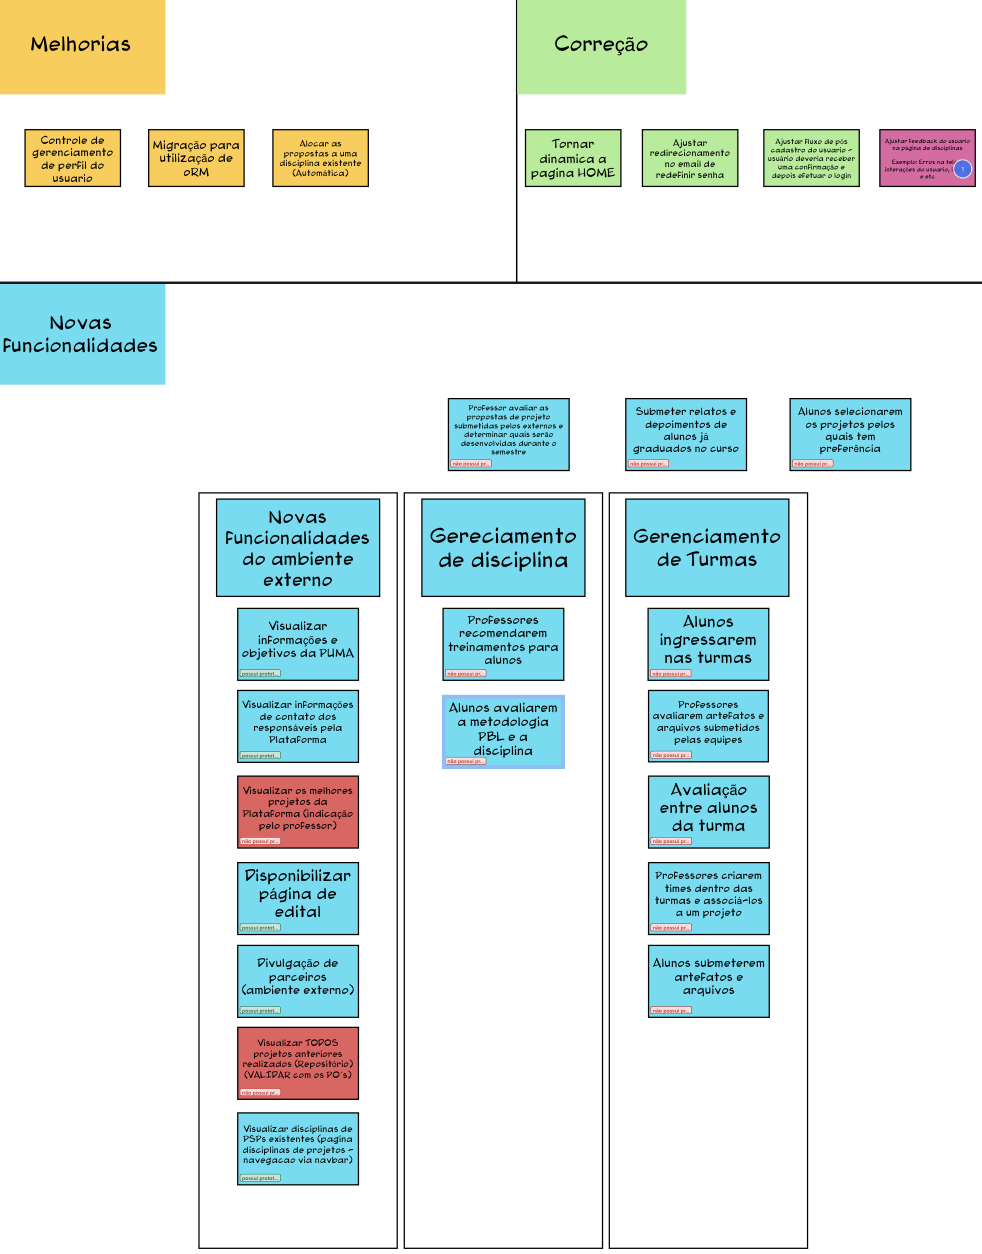 Melhorias
Correção
Controle de
gerenciamento
de perfil do
usuario
Migração para
utilização de
ORM
Alocar as
propostas a uma
disciplina existente
(Automática)
Tornar
dinamica a
pagina HOME
Ajustar
redirecionamento
no email de
redefinir senha
Ajustar Fluxo de pós
cadastro do usuario -
usuário deveria receber
uma confirmação e
depois efetuar o login
Ajustar Feedback do usuario
na página de disciplinas
Exemplo: Erros na
interações do usuario,
e etc
1
Novas
Funcionalidades
Professor avaliar as
propostas de projeto
submetidas pelos externos e
determinar quais serão
desenvolvidas durante o
semestre
não possui pr...
Submeter relatos e
depoimentos de
alunos já
graduados no curso
não possui pr...
Alunos selecionarem
os projetos pelos
quais tem
preferência
não possui pr...
Novas
Funcionalidades
do ambiente
externo
Visualizar
informações e
objetivos da PUMA
possui protot...
Visualizar informações
de contato dos
responsáveis pela
Plataforma
possui protot...
Visualizar os melhores
projetos da
Plataforma (indicação
pelo professor)
não possui pr...
Disponibilizar
página de
edital
possui protot...
Divulgação de
parceiros
(ambiente externo)
possui protot...
Visualizar TODOS
projetos anteriores
realizados (Repositório)
(VALIDAR com os PO's)
não possui pr...
Visualizar disciplinas de
PSPs existentes (pagina
disciplinas de projetos -
navegacao via navbar)
possui protot...
Gereciamento
de disciplina
Professores
recomendarem
treinamentos para
alunos
não possui pr...
Alunos avaliarem
a metodologia
PBL e a
disciplina
não possui pr...
Gerenciamento
de Turmas
Alunos
ingressarem
nas turmas
não possui pr...
Professores
avaliarem artefatos e
arquivos submetidos
pelas equipes
não possui pr...
Avaliação
entre alunos
da turma
não possui pr...
Professores criarem
times dentro das
turmas e associá-los
a um projeto
não possui pr...
Alunos submeterem
artefatos e
arquivos
não possui pr...